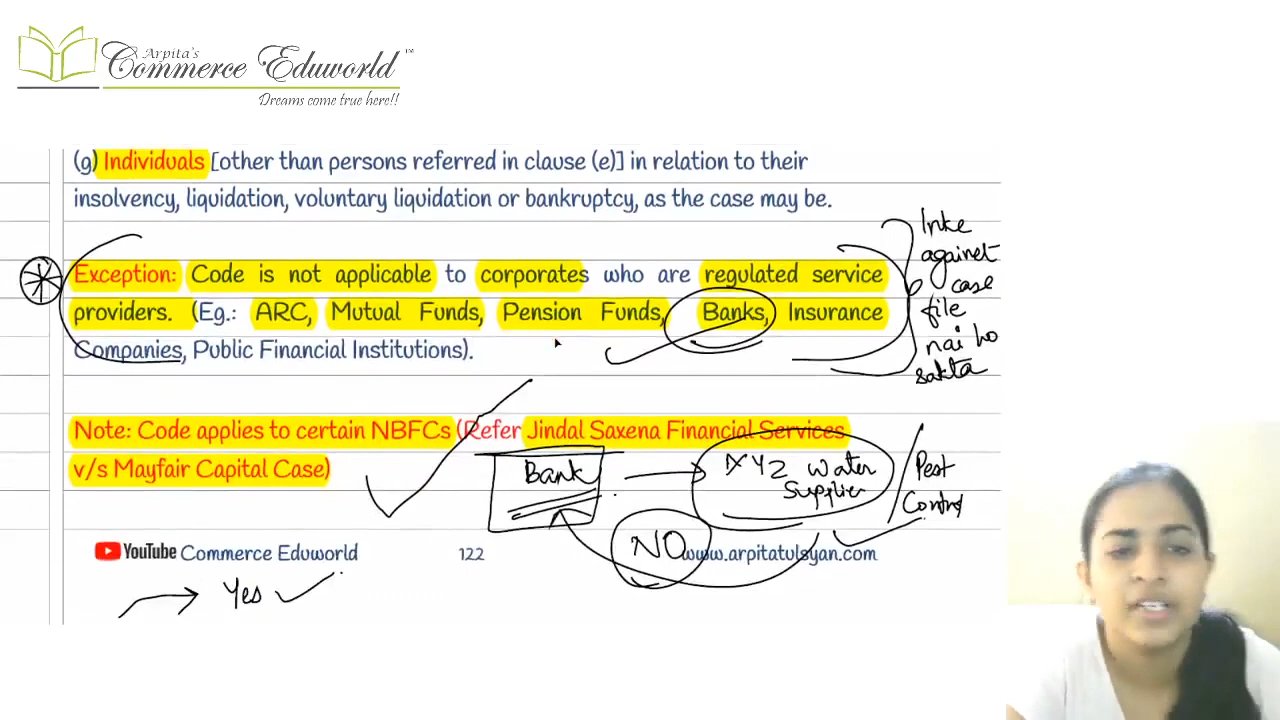 Arpita's
Commerce Eduworld™
Dreams come true here!!
(g) Individuals [other than persons referred in clause (e)] in relation to their
insolvency, liquidation, voluntary liquidation or bankruptcy, as the case may be.
Exception: Code is not applicable to corporates who are regulated service
providers. (Eg.: ARC, Mutual Funds, Pension Funds, Banks, Insurance
Companies, Public Financial Institutions).
Inke
against
case
file
nai ho
sakta
Note: Code applies to certain NBFCs (Refer Jindal Saxena Financial Services
v/s Mayfair Capital Case)
Bank
XYZ Water
Supplier
Pest
Control
NO
YouTube Commerce Eduworld
122
www.arpitatulsyan.com
Yes